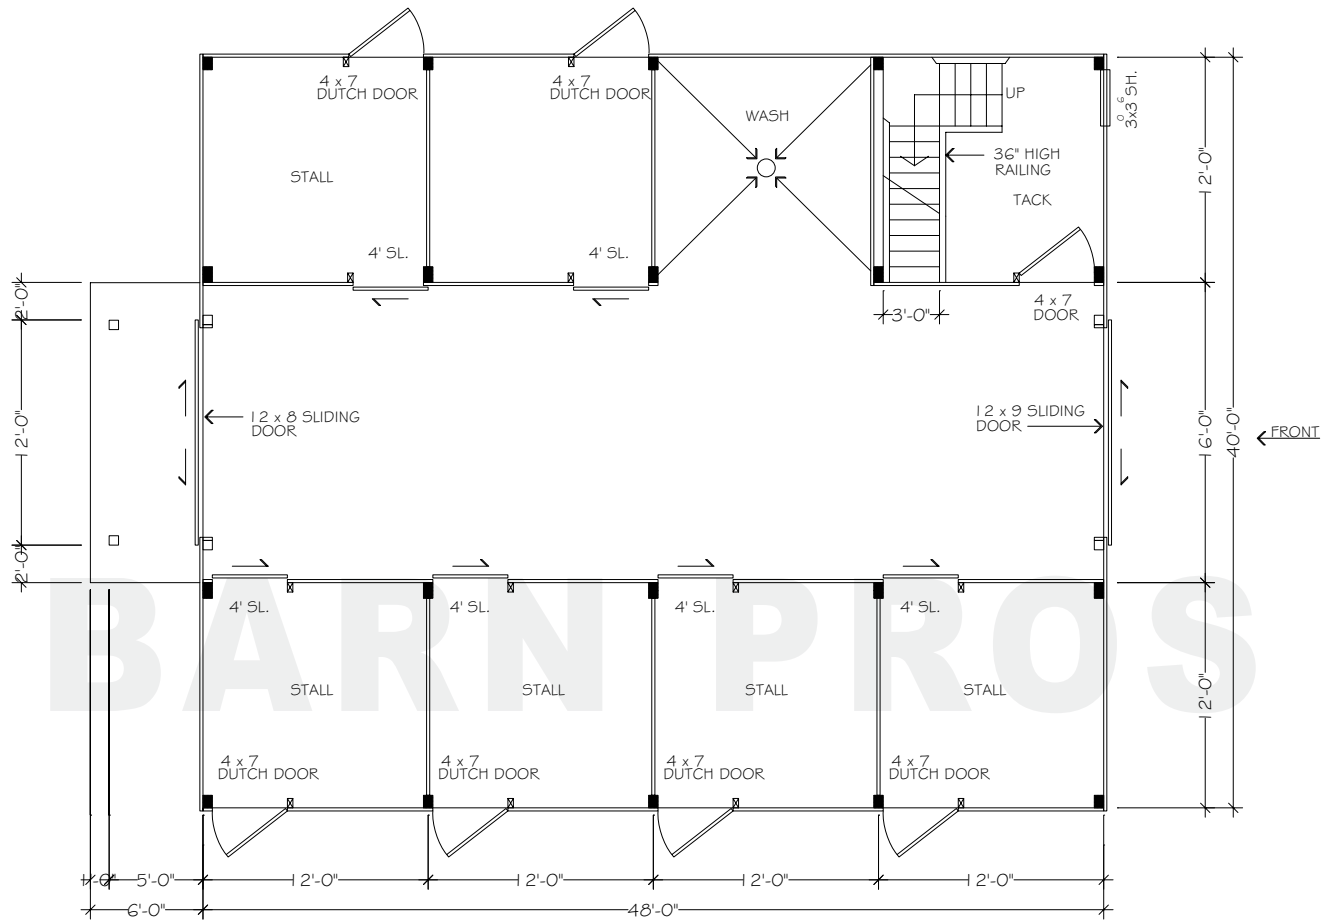 4 x 7
DUTCH DOOR
4 x 7
DUTCH DOOR
WASH
UP
3x3 SH.
0 6
36" HIGH
RAILING
STALL
TACK
12'-0"
4' SL.
4' SL.
2'-0"
3'-0"
4 x 7
DOOR
12 x 8 SLIDING
DOOR
12 x 9 SLIDING
DOOR
12'-0"
16'-0"
40'-0"
FRONT
2'-0"
BARN PROS
4' SL.
4' SL.
4' SL.
4' SL.
STALL
STALL
STALL
STALL
12'-0"
4 x 7
DUTCH DOOR
4 x 7
DUTCH DOOR
4 x 7
DUTCH DOOR
4 x 7
DUTCH DOOR
5'-0"
12'-0"
12'-0"
12'-0"
12'-0"
6'-0"
48'-0"